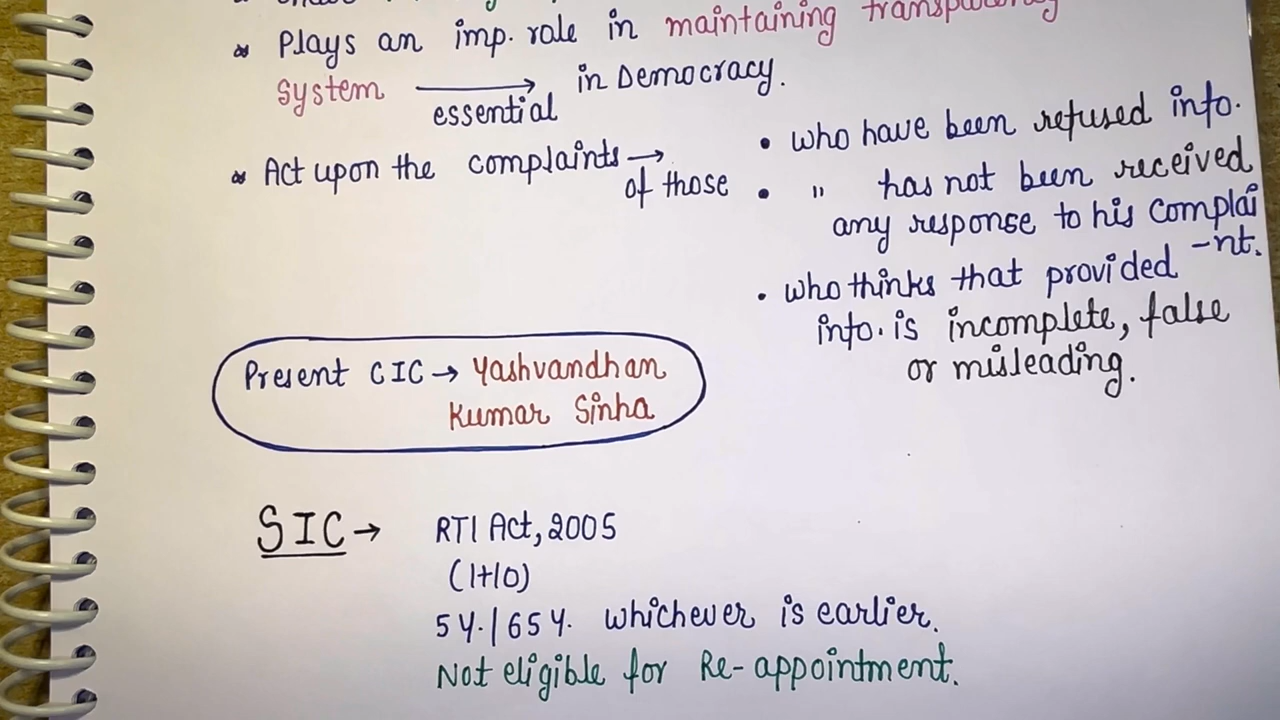 * Plays an imp. role in maintaining transparency
system → in Democracy.
essential
* Act upon the complaints →
of those
• who have been refused info.
• " has not been received
any response to his complai
-nt.
• who thinks that provided
info. is incomplete, false
or misleading.
Present CIC → Yashvandhan
Kumar Sinha
SIC → RTI Act, 2005
(1+10)
5 Y. | 65 Y. whichever is earlier.
Not eligible for Re-appointment.